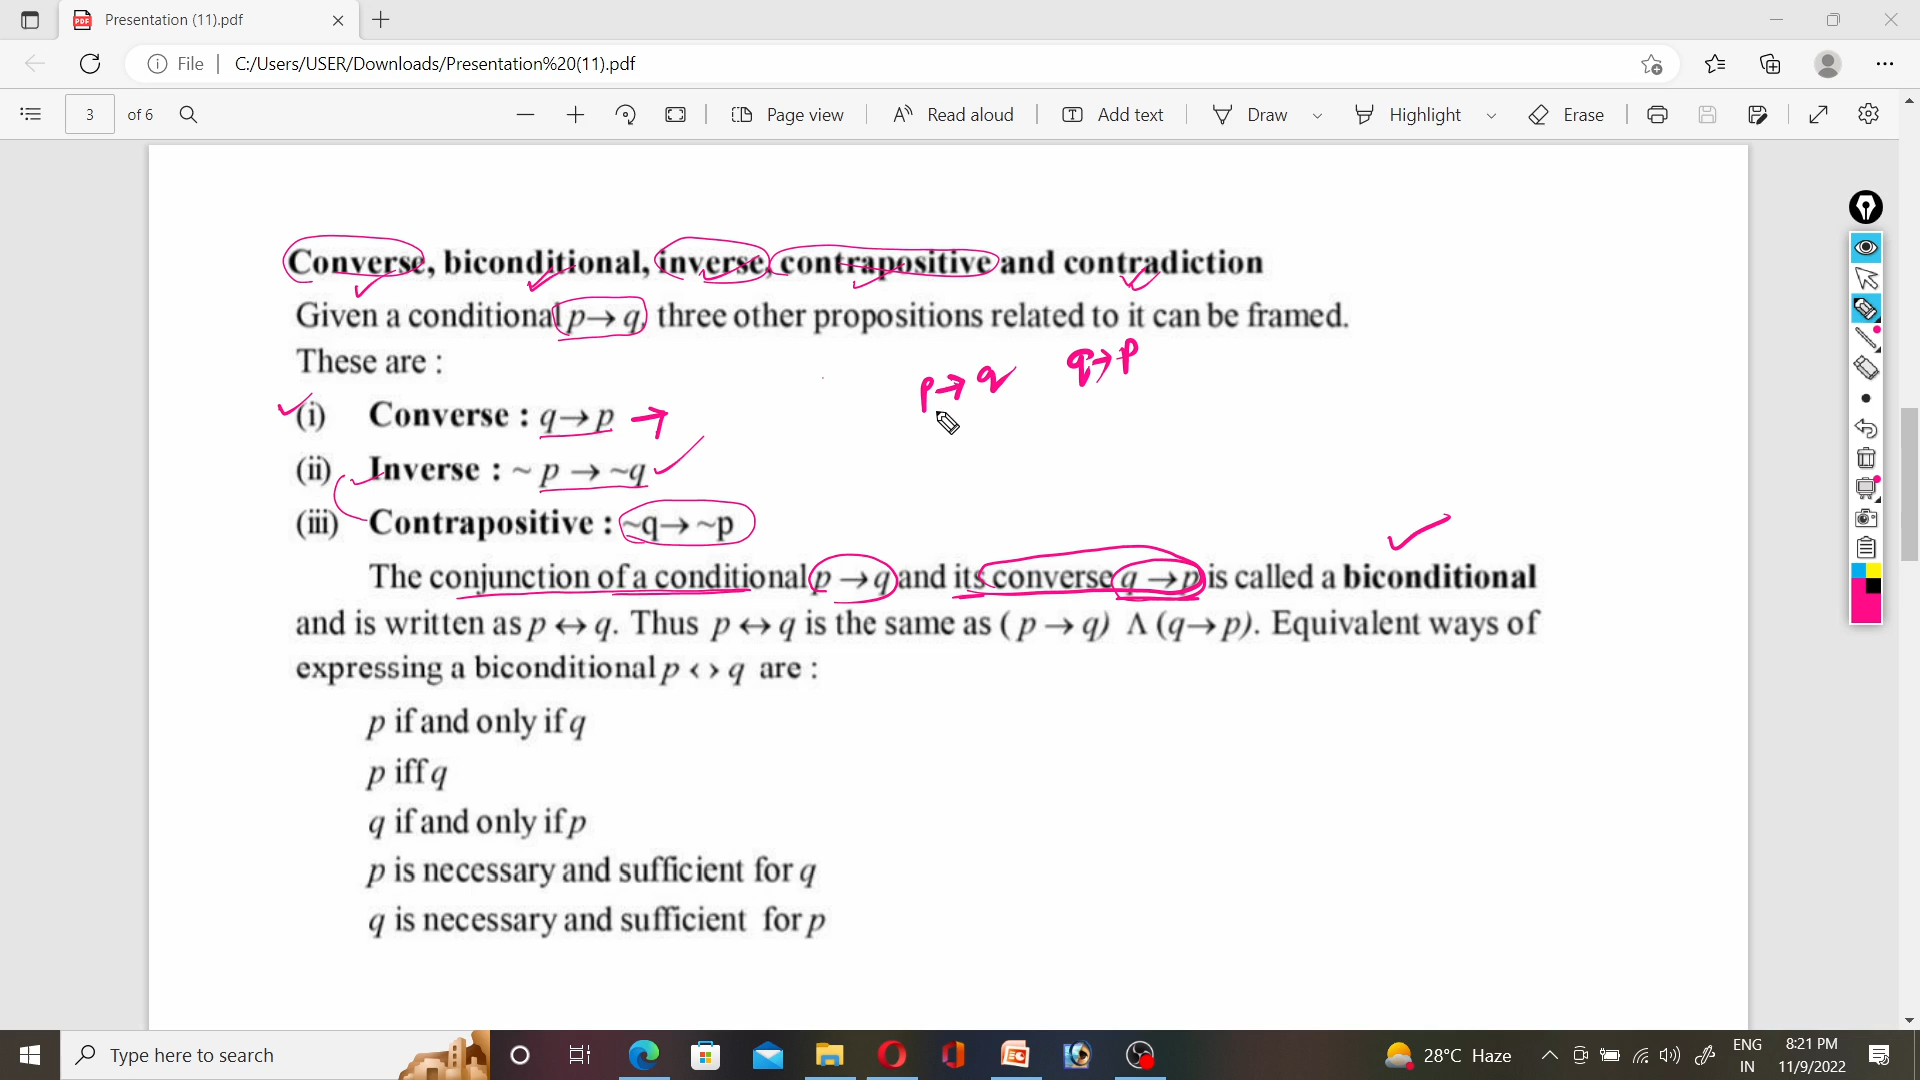 Presentation (11).pdf
File
C:/Users/USER/Downloads/Presentation%20(11).pdf
3 of 6
Page view
Read aloud
Add text
Draw
Highlight
Erase
Converse, biconditional, inverse, contrapositive and contradiction
Given a conditional p→ q, three other propositions related to it can be framed.
These are :
p→q q→p
(i) Converse : q→ p →
(ii) Inverse : ~ p → ~q
(iii) Contrapositive : ~q→ ~p
The conjunction of a conditional p → q and its converse q → p is called a biconditional
and is written as p ↔ q. Thus p ↔ q is the same as ( p → q) Λ (q→ p). Equivalent ways of
expressing a biconditional p ‹ › q are :
p if and only if q
p iff q
q if and only if p
p is necessary and sufficient for q
q is necessary and sufficient for p
Type here to search
28°C Haze
ENG
IN
8:21 PM
11/9/2022